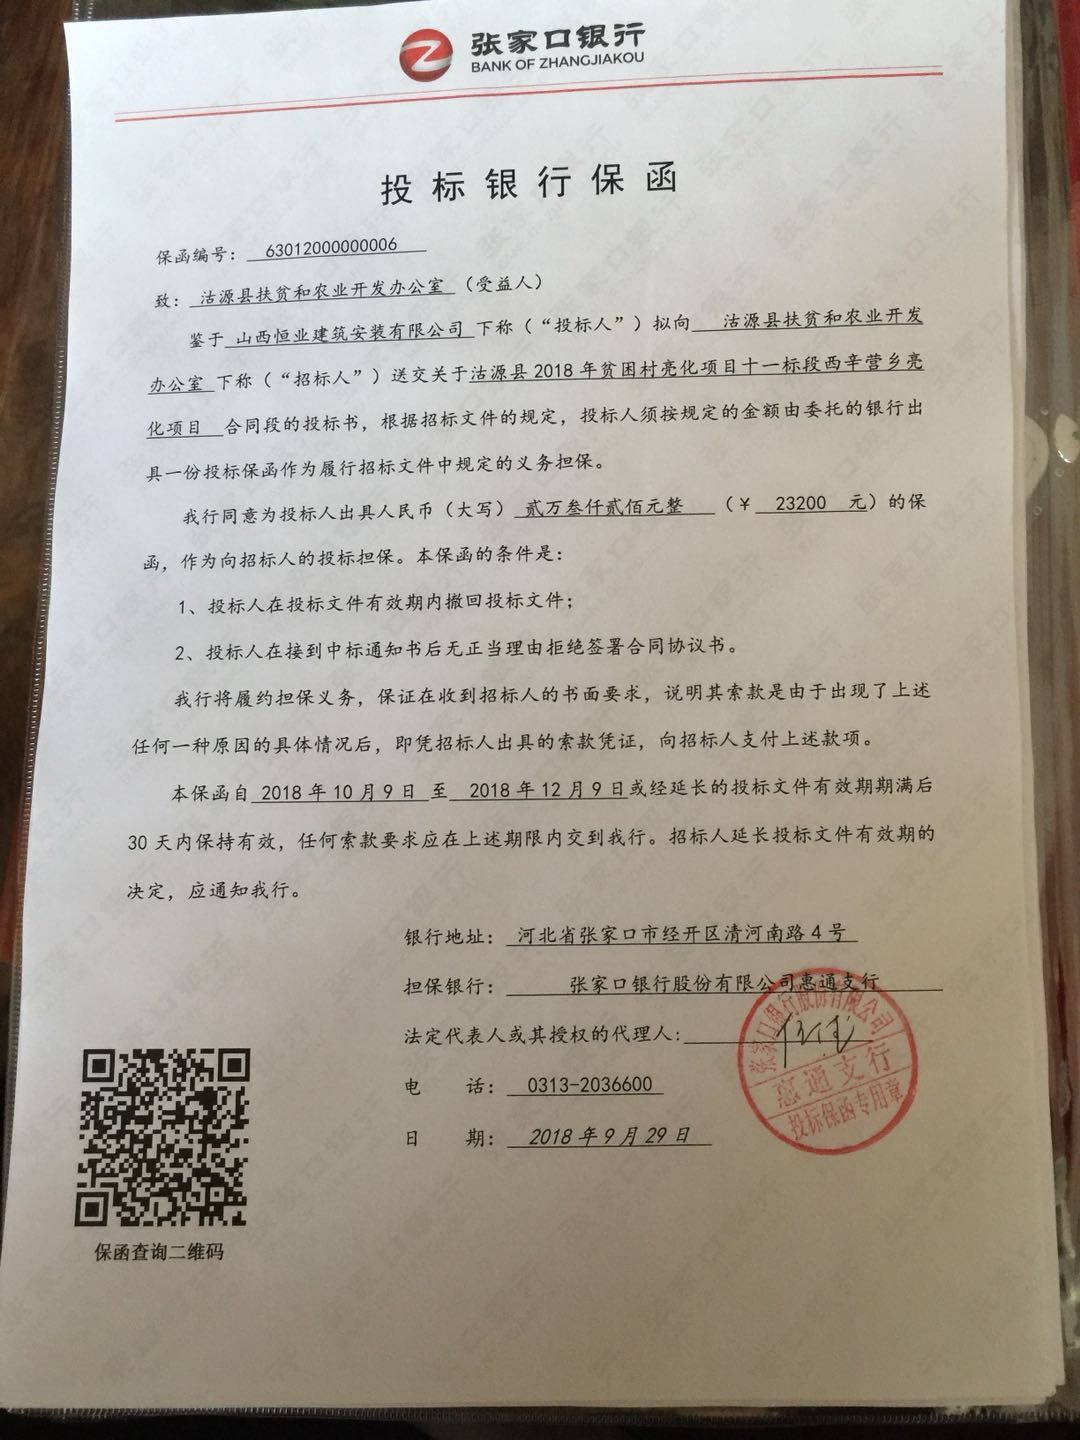 张家口银行
BANK OF ZHANGJIAKOU
投标银行保函
保函编号： 63012000000006
致： 沽源县扶贫和农业开发办公室 （受益人）
鉴于 山西恒业建筑安装有限公司 下称（“投标人”）拟向 沽源县扶贫和农业开发
办公室 下称（“招标人”）送交关于沽源县2018年贫困村亮化项目十一标段西辛营乡亮
化项目 合同段的投标书，根据招标文件的规定，投标人须按规定的金额由委托的银行出
具一份投标保函作为履行招标文件中规定的义务担保。
我行同意为投标人出具人民币（大写） 贰万叁仟贰佰元整 （￥ 23200 元）的保
函，作为向招标人的投标担保。本保函的条件是：
1、投标人在投标文件有效期内撤回投标文件；
2、投标人在接到中标通知书后无正当理由拒绝签署合同协议书。
我行将履约担保义务，保证在收到招标人的书面要求，说明其索款是由于出现了上述
任何一种原因的具体情况后，即凭招标人出具的索款凭证，向招标人支付上述款项。
本保函自 2018年10月9日 至 2018年12月9日或经延长的投标文件有效期期满后
30天内保持有效，任何索款要求应在上述期限内交到我行。招标人延长投标文件有效期的
决定，应通知我行。
银行地址： 河北省张家口市经开区清河南路4号
担保银行： 张家口银行股份有限公司惠通支行
法定代表人或其授权的代理人：
张家口银行股份有限公司
惠通支行
投标保函专用章
电 话： 0313-2036600
日 期： 2018年9月29日
保函查询二维码